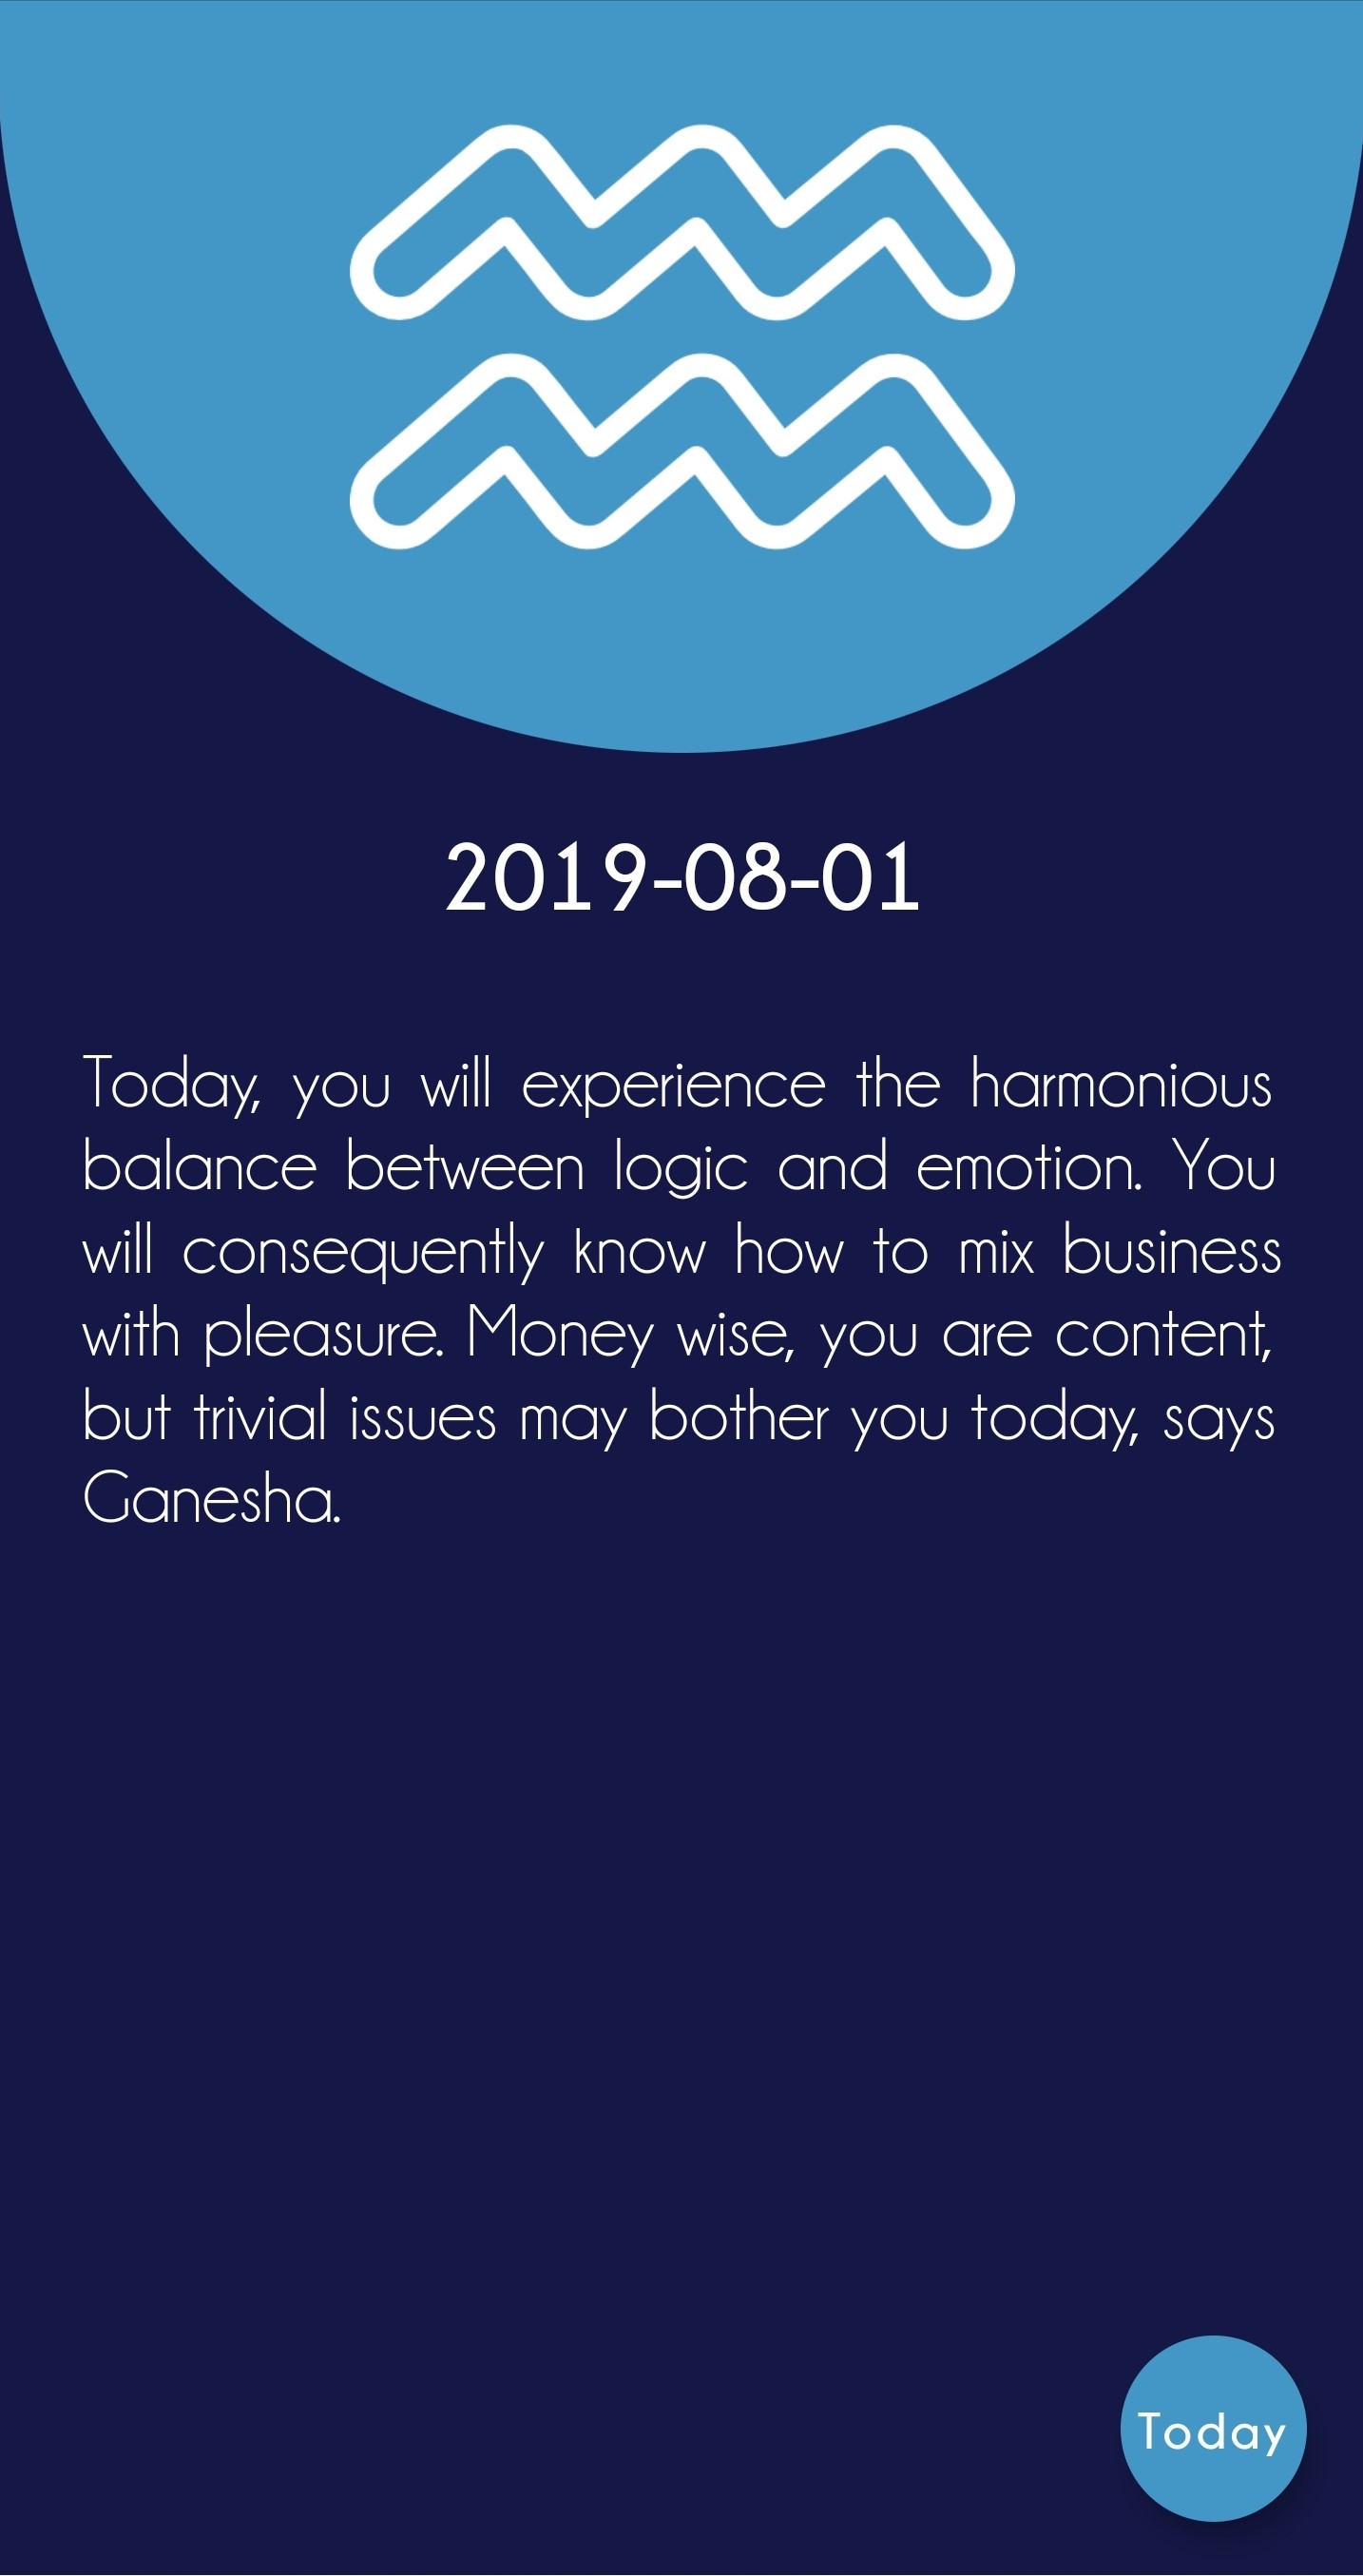 2019-08-01
Today, you will experience the harmonious
balance between logic and emotion. You
will consequently know how to mix business
with pleasure. Money wise, you are content,
but trivial issues may bother you today, says
Ganesha.
Today